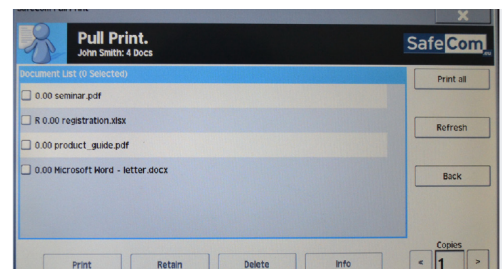 Pull Print.
John Smith: 4 Docs
SafeCom
Document List (0 Selected)
Print all
0.00 seminar.pdf
R 0.00 registration.xlsx
Refresh
0.00 product_guide.pdf
0.00 Microsoft Word - letter.docx
Back
Copies
Print Retain Delete Info < 1 >